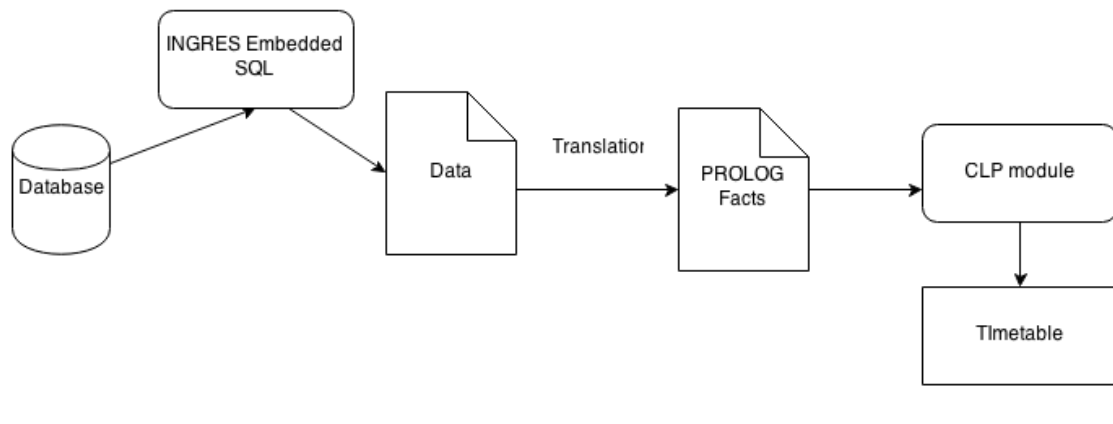 INGRES Embedded
SQL
Database
Data
Translation
PROLOG
Facts
CLP module
TImetable